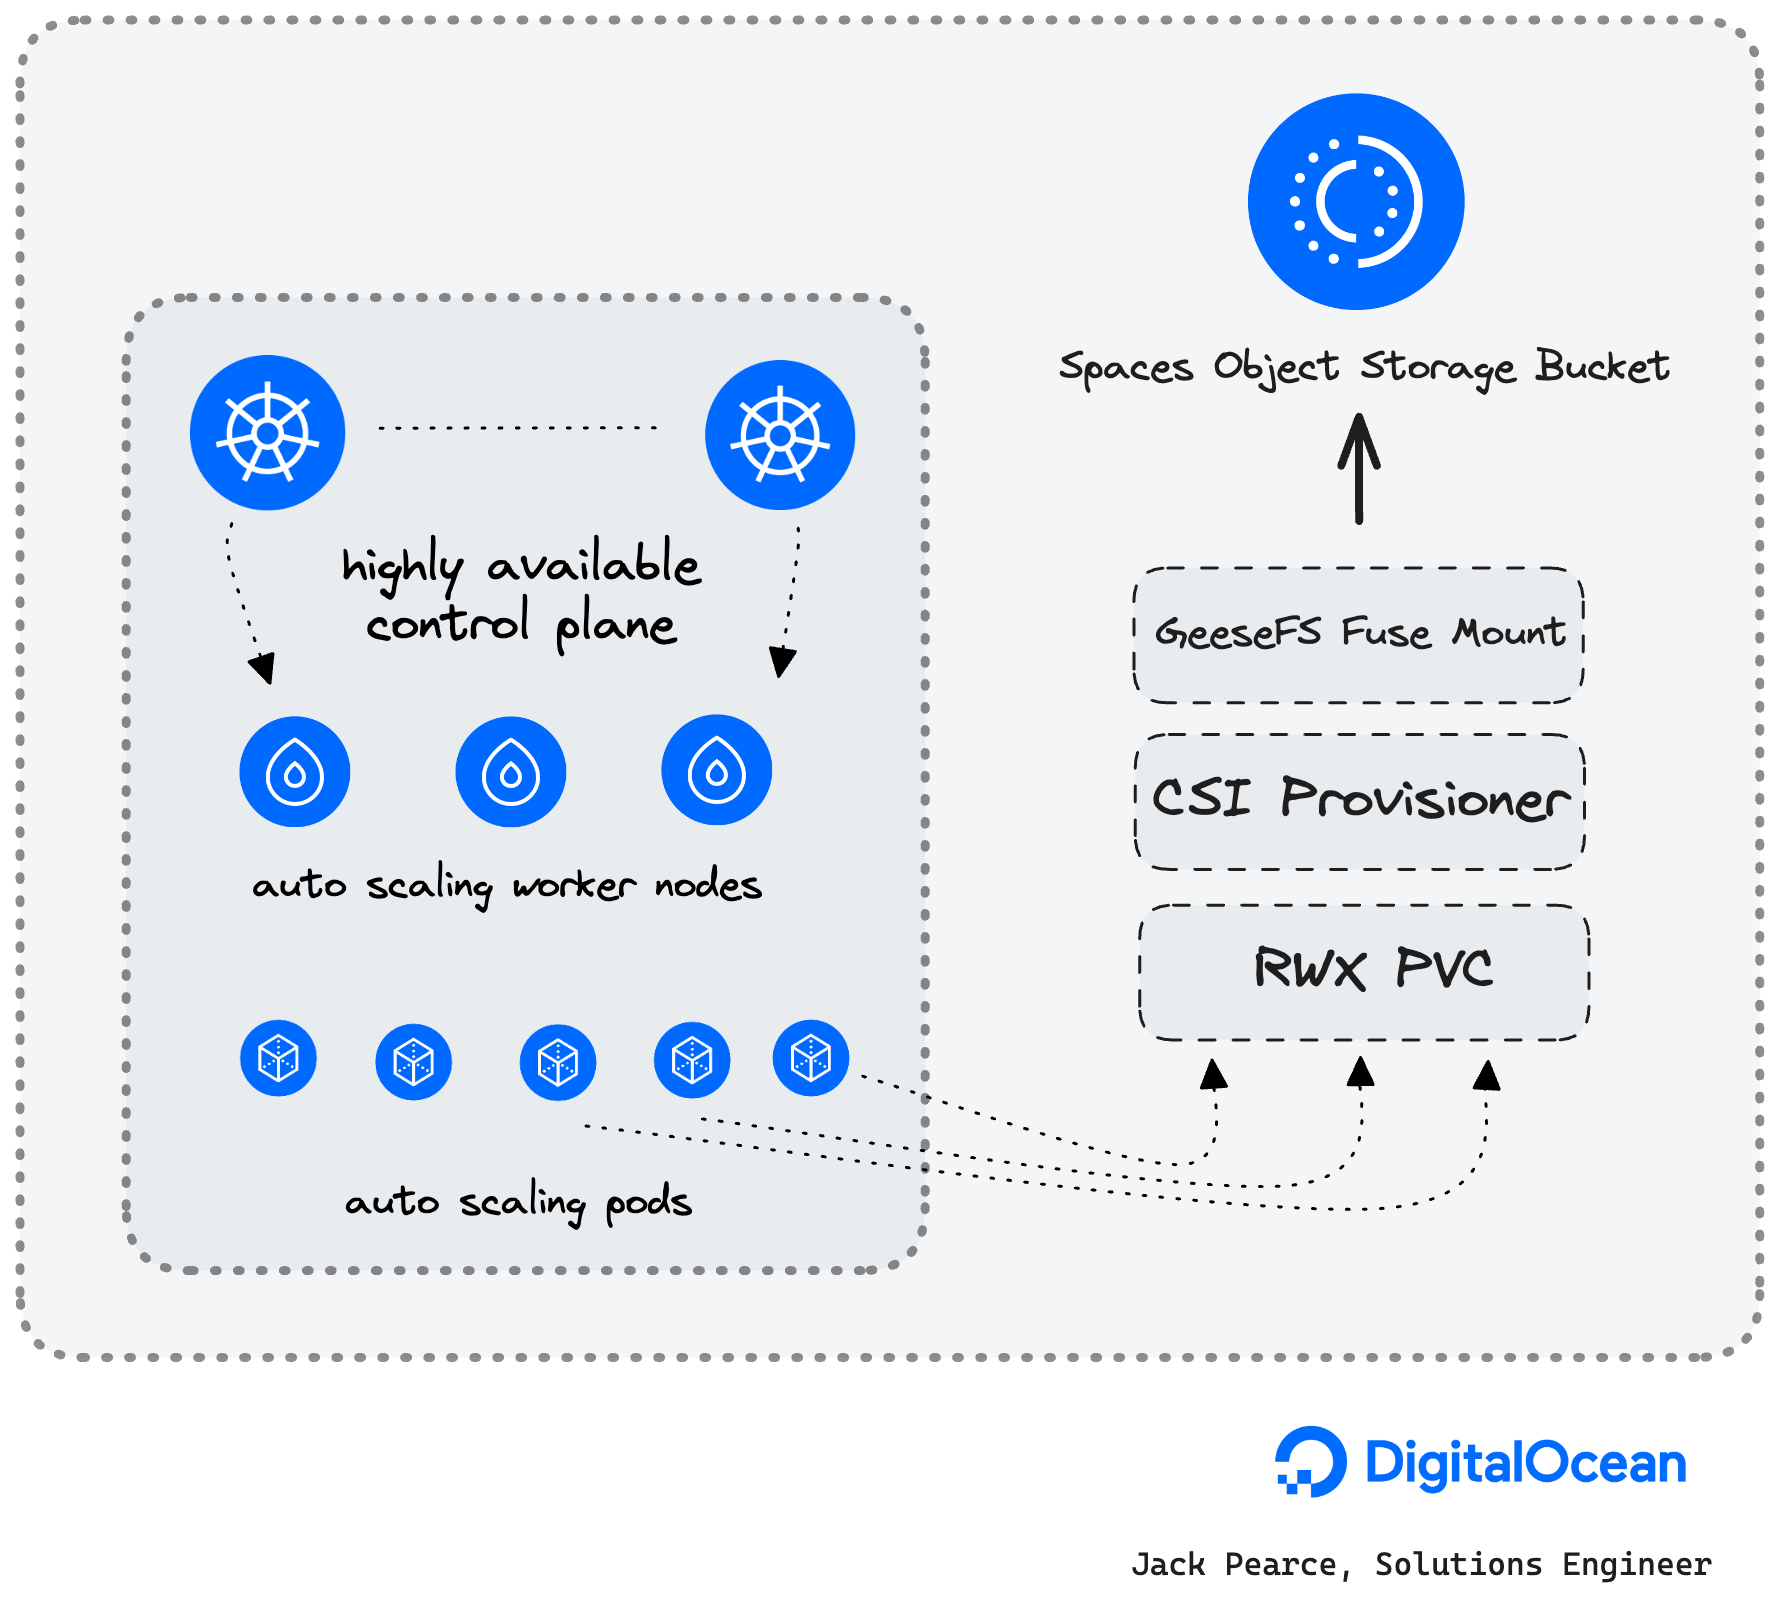 Spaces Object Storage Bucket
highly available
control plane
GeeseFS Fuse Mount
CSI Provisioner
auto scaling worker nodes
RWX PVC
auto scaling pods
DigitalOcean
Jack Pearce, Solutions Engineer